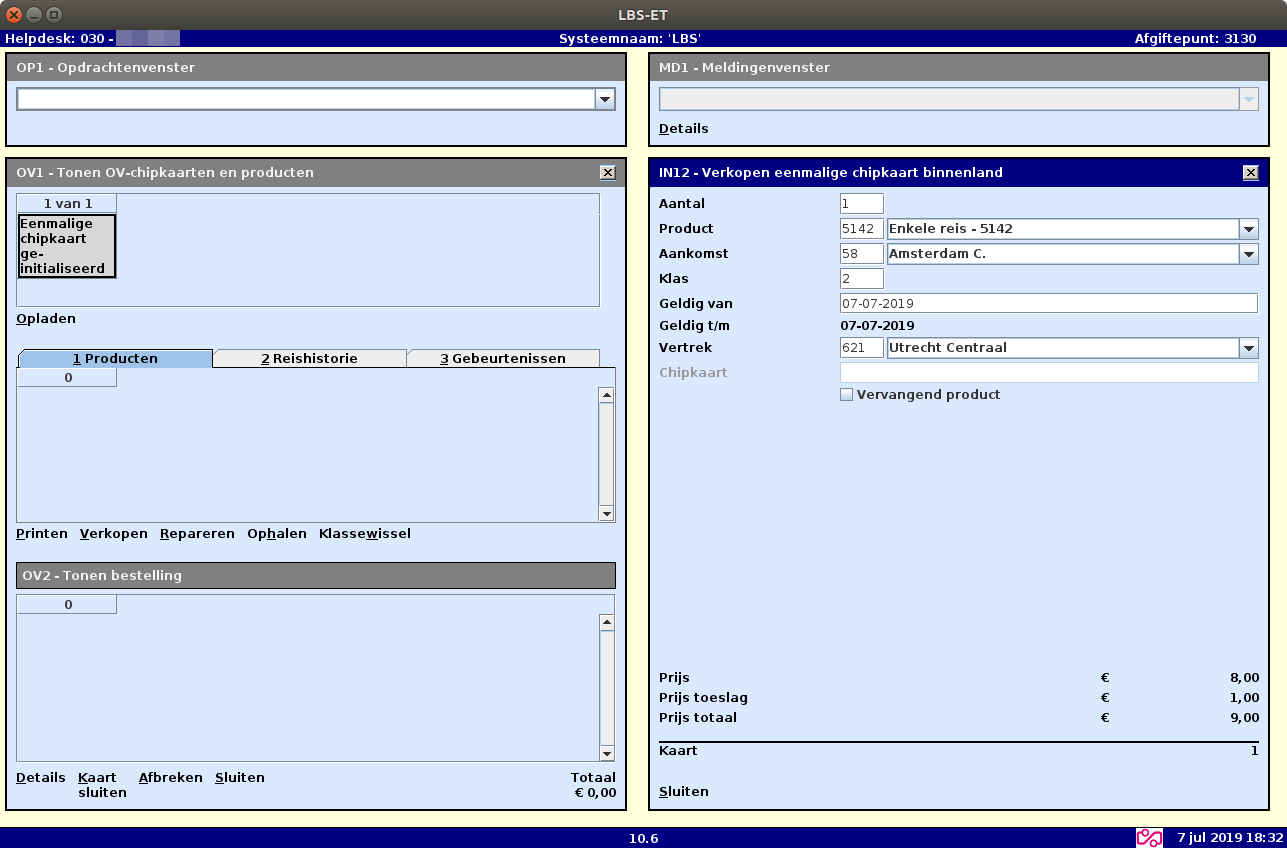 LBS-ET
Helpdesk: 030 -
Systeemnaam: 'LBS'
Afgiftepunt: 3130
OP1 - Opdrachtenvenster
MD1 - Meldingenvenster
Details
OV1 - Tonen OV-chipkaarten en producten
1 van 1
Eenmalige
chipkaart
ge-
initialiseerd
Opladen
1 Producten
2 Reishistorie
3 Gebeurtenissen
0
Printen Verkopen Repareren Ophalen Klassewissel
OV2 - Tonen bestelling
0
Details
Kaart
sluiten
Afbreken
Sluiten
Totaal
€ 0,00
IN12 - Verkopen eenmalige chipkaart binnenland
Aantal 1
Product 5142 Enkele reis - 5142
Aankomst 58 Amsterdam C.
Klas 2
Geldig van 07-07-2019
Geldig t/m 07-07-2019
Vertrek 621 Utrecht Centraal
Chipkaart
Vervangend product
Prijs € 8,00
Prijs toeslag € 1,00
Prijs totaal € 9,00
Kaart 1
Sluiten
10.6
7 jul 2019 18:32